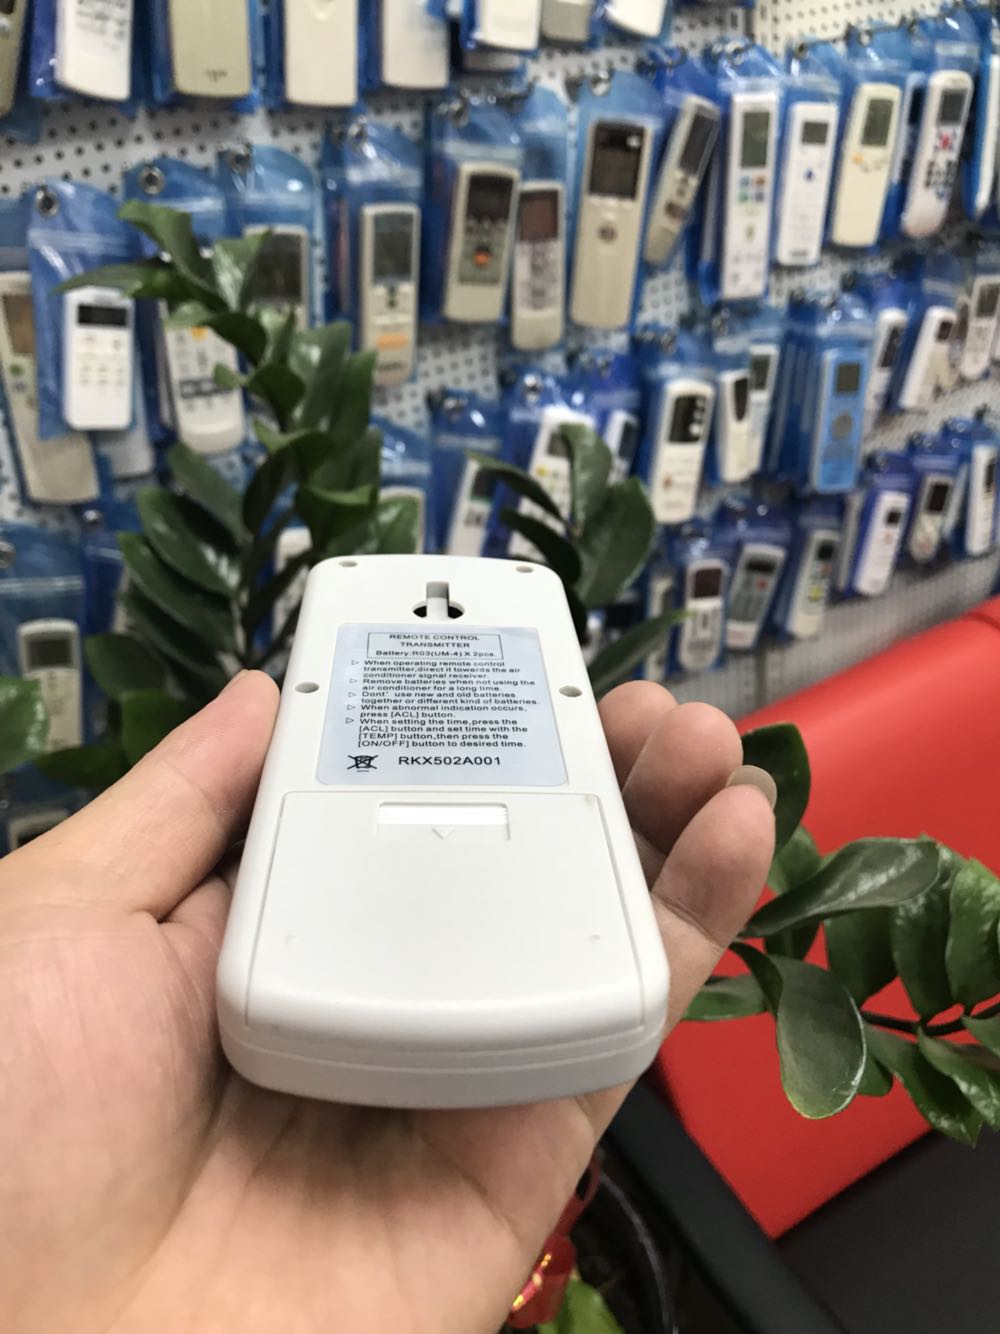 REMOTE CONTROL
TRANSMITTER
Battery:R03(UM-4) X 2pcs.
▷ When operating remote control
transmitter,direct it towards the air
conditioner signal receiver.
▷ Remove batteries when not using the
air conditioner for a long time.
▷ Dont' use new and old batteries
together or different kind of batteries.
▷ When abnormal indication occurs,
press [ACL] button.
▷ When setting the time,press the
[ACL] button and set time with the
[TEMP] button,then press the
[ON/OFF] button to desired time.
RKX502A001